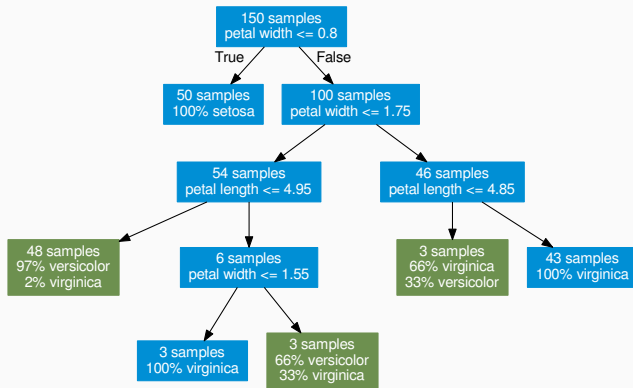 150 samples
petal width <= 0.8
True
False
50 samples
100% setosa
100 samples
petal width <= 1.75
54 samples
petal length <= 4.95
46 samples
petal length <= 4.85
48 samples
97% versicolor
2% virginica
6 samples
petal width <= 1.55
3 samples
66% virginica
33% versicolor
43 samples
100% virginica
3 samples
100% virginica
3 samples
66% versicolor
33% virginica